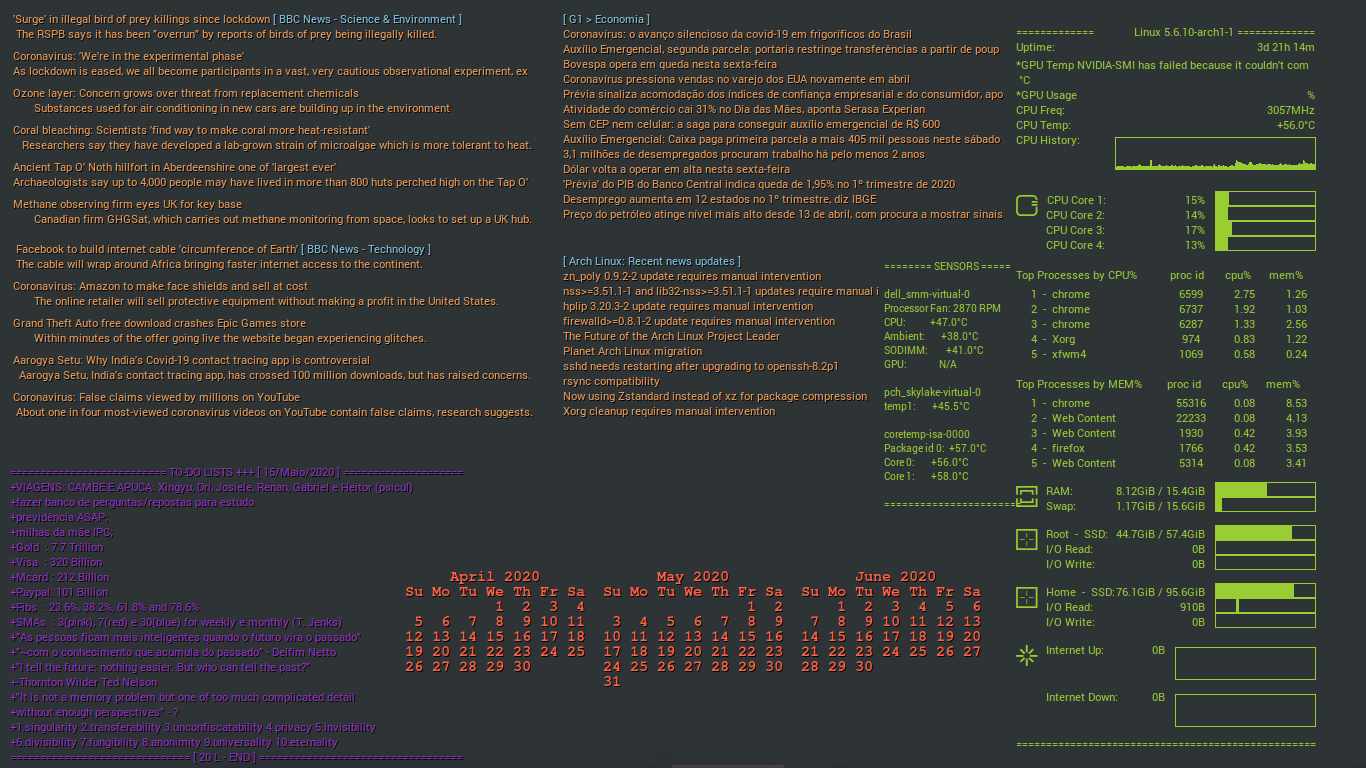 'Surge' in illegal bird of prey killings since lockdown [ BBC News - Science & Environment ]
The RSPB says it has been "overrun" by reports of birds of prey being illegally killed.
Coronavirus: 'We're in the experimental phase'
As lockdown is eased, we all become participants in a vast, very cautious observational experiment, ex
Ozone layer: Concern grows over threat from replacement chemicals
Substances used for air conditioning in new cars are building up in the environment
Coral bleaching: Scientists 'find way to make coral more heat-resistant'
Researchers say they have developed a lab-grown strain of microalgae which is more tolerant to heat.
Ancient Tap O' Noth hillfort in Aberdeenshire one of 'largest ever'
Archaeologists say up to 4,000 people may have lived in more than 800 huts perched high on the Tap O'
Methane observing firm eyes UK for key base
Canadian firm GHGSat, which carries out methane monitoring from space, looks to set up a UK hub.
Facebook to build internet cable 'circumference of Earth' [ BBC News - Technology ]
The cable will wrap around Africa bringing faster internet access to the continent.
Coronavirus: Amazon to make face shields and sell at cost
The online retailer will sell protective equipment without making a profit in the United States.
Grand Theft Auto free download crashes Epic Games store
Within minutes of the offer going live the website began experiencing glitches.
Aarogya Setu: Why India's Covid-19 contact tracing app is controversial
Aarogya Setu, India's contact tracing app, has crossed 100 million downloads, but has raised concerns.
Coronavirus: False claims viewed by millions on YouTube
About one in four most-viewed coronavirus videos on YouTube contain false claims, research suggests.
[ G1 > Economia ]
Coronavírus: o avanço silencioso da covid-19 em frigoríficos do Brasil
Auxílio Emergencial, segunda parcela: portaria restringe transferências a partir de poup
Bovespa opera em queda nesta sexta-feira
Coronavírus pressiona vendas no varejo dos EUA novamente em abril
Prévia sinaliza acomodação dos índices de confiança empresarial e do consumidor, apo
Atividade do comércio cai 31% no Dia das Mães, aponta Serasa Experian
Sem CEP nem celular: a saga para conseguir auxílio emergencial de R$ 600
Auxílio Emergencial: Caixa paga primeira parcela a mais 405 mil pessoas neste sábado
3,1 milhões de desempregados procuram trabalho há pelo menos 2 anos
Dólar volta a operar em alta nesta sexta-feira
'Prévia' do PIB do Banco Central indica queda de 1,95% no 1º trimestre de 2020
Desemprego aumenta em 12 estados no 1º trimestre, diz IBGE
Preço do petróleo atinge nível mais alto desde 13 de abril, com procura a mostrar sinais
[ Arch Linux: Recent news updates ]
zn_poly 0.9.2-2 update requires manual intervention
nss>=3.51.1-1 and lib32-nss>=3.51.1-1 updates require manual i
hplip 3.20.3-2 update requires manual intervention
firewalld>=0.8.1-2 update requires manual intervention
The Future of the Arch Linux Project Leader
Planet Arch Linux migration
sshd needs restarting after upgrading to openssh-8.2p1
rsync compatibility
Now using Zstandard instead of xz for package compression
Xorg cleanup requires manual intervention
======== SENSORS =====
dell_smm-virtual-0
Processor Fan: 2870 RPM
CPU: +47.0°C
Ambient: +38.0°C
SODIMM: +41.0°C
GPU: N/A
pch_skylake-virtual-0
temp1: +45.5°C
coretemp-isa-0000
Package id 0: +57.0°C
Core 0: +56.0°C
Core 1: +58.0°C
======================
============= Linux 5.6.10-arch1-1 =============
Uptime: 3d 21h 14m
*GPU Temp NVIDIA-SMI has failed because it couldn't com
°C
*GPU Usage %
CPU Freq: 3057MHz
CPU Temp: +56.0°C
CPU History:
CPU Core 1: 15%
CPU Core 2: 14%
CPU Core 3: 17%
CPU Core 4: 13%
Top Processes by CPU% proc id cpu% mem%
1 - chrome 6599 2.75 1.26
2 - chrome 6737 1.92 1.03
3 - chrome 6287 1.33 2.56
4 - Xorg 974 0.83 1.22
5 - xfwm4 1069 0.58 0.24
Top Processes by MEM% proc id cpu% mem%
1 - chrome 55316 0.08 8.53
2 - Web Content 22233 0.08 4.13
3 - Web Content 1930 0.42 3.93
4 - firefox 1766 0.42 3.53
5 - Web Content 5314 0.08 3.41
RAM: 8.12GiB / 15.4GiB
Swap: 1.17GiB / 15.6GiB
Root - SSD: 44.7GiB / 57.4GiB
I/O Read: 0B
I/O Write: 0B
Home - SSD:76.1GiB / 95.6GiB
I/O Read: 910B
I/O Write: 0B
Internet Up: 0B
Internet Down: 0B
==================================================
========================== TO-DO LISTS +++ [ 15/Maio/2020 ] ====================
+VIAGENS: CAMBE E APUCA: Xingyu, Dri, Josiele, Renan, Gabriel e Heitor (psicul)
+fazer banco de perguntas/repostas para estudo
+previdência ASAP;
+milhas da mãe IPC;
+Gold : 7.7 Trillion
+Visa : 320 Billion
+Mcard : 212 Billion
+Paypal: 101 Billion
+Fibs : 23.6%, 38.2%, 61.8% and 78.6%
+SMAs : 3(pink), 7(red) e 30(blue) for weekly e monthly (T. Jenks)
+"As pessoas ficam mais inteligentes quando o futuro vira o passado"
+"~com o conhecimento que acumula do passado" - Delfim Netto
+"I tell the future: nothing easier. But who can tell the past?"
+-Thornton Wilder Ted Nelson
+"It is not a memory problem but one of too much complicated detail
+without enough perspectives" - ?
+1.singularity 2.transferability 3.unconfiscatability 4.privacy 5.invisibility
+6.divisibility 7.fungibility 8.anonimity 9.universality 10.eternality
============================== [ 20 L - END ] ==================================
April 2020 May 2020 June 2020
Su Mo Tu We Th Fr Sa Su Mo Tu We Th Fr Sa Su Mo Tu We Th Fr Sa
1 2 3 4 1 2 1 2 3 4 5 6
5 6 7 8 9 10 11 3 4 5 6 7 8 9 7 8 9 10 11 12 13
12 13 14 15 16 17 18 10 11 12 13 14 15 16 14 15 16 17 18 19 20
19 20 21 22 23 24 25 17 18 19 20 21 22 23 21 22 23 24 25 26 27
26 27 28 29 30 24 25 26 27 28 29 30 28 29 30
31